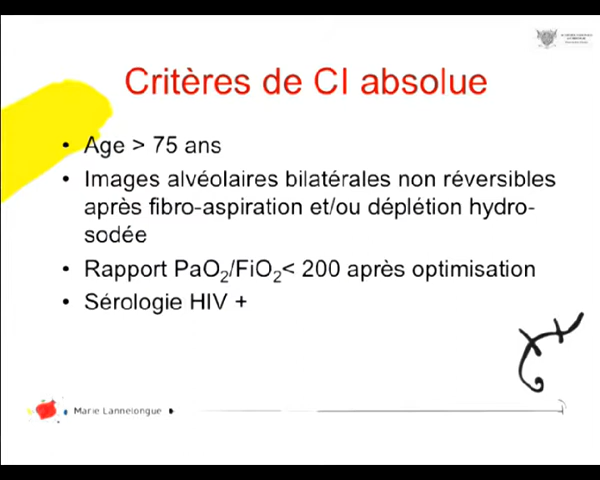 Critères de CI absolue
• Age > 75 ans
• Images alvéolaires bilatérales non réversibles
après fibro-aspiration et/ou déplétion hydro-
sodée
• Rapport PaO₂/FiO₂< 200 après optimisation
• Sérologie HIV +
Marie Lannelongue